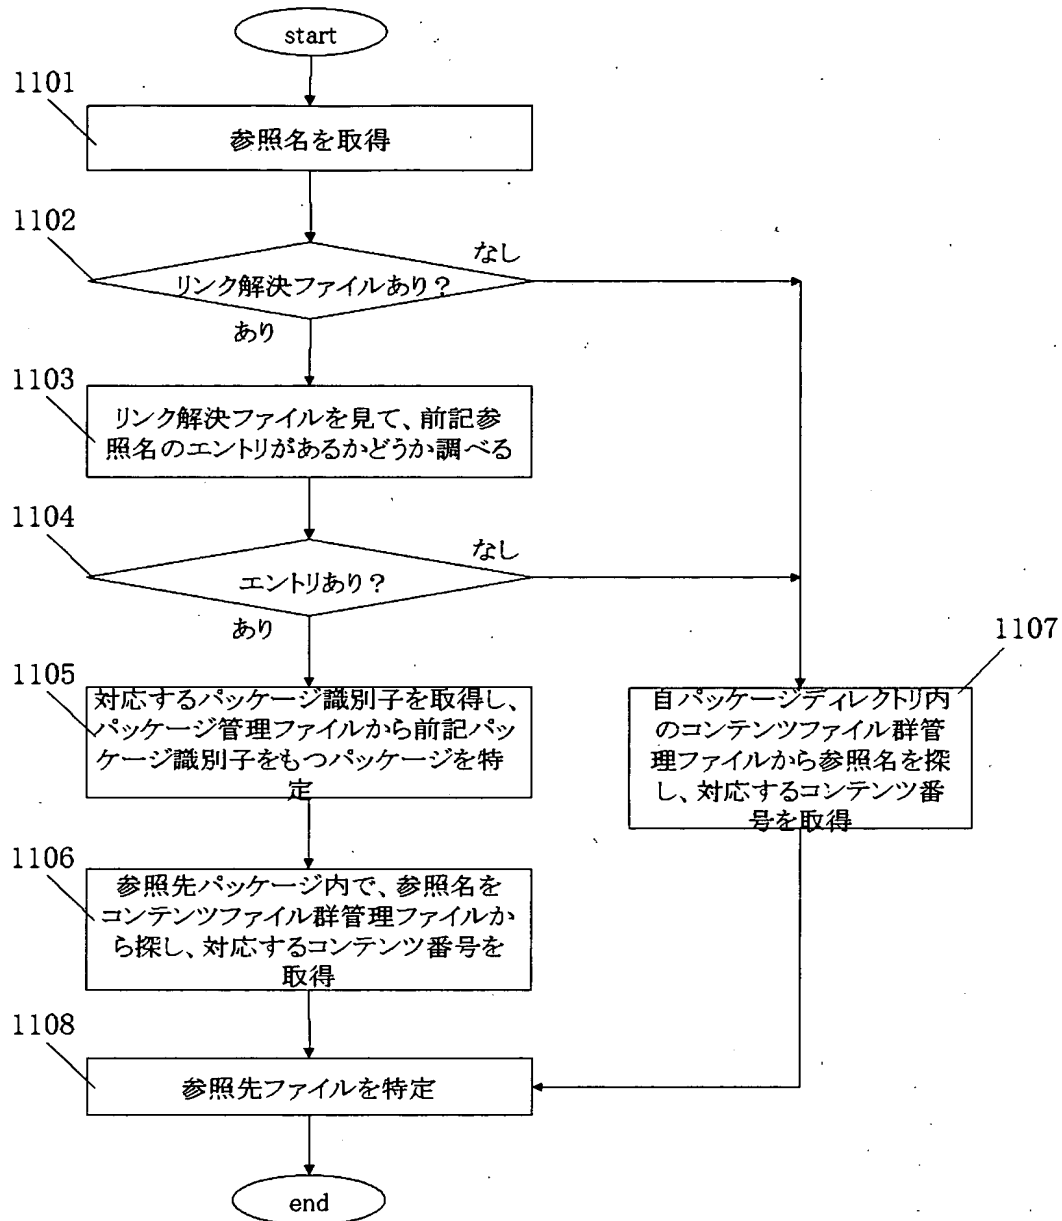 start
1101
参照名を取得
1102
なし
リンク解決ファイルあり？
あり
1103
リンク解決ファイルを見て、前記参
照名のエントリがあるかどうか調べる
1104
なし
エントリあり？
あり
1105
対応するパッケージ識別子を取得し、
パッケージ管理ファイルから前記パッ
ケージ識別子をもつパッケージを特
定
1107
自パッケージディレクトリ内
のコンテンツファイル群管
理ファイルから参照名を探
し、対応するコンテンツ番
号を取得
1106
参照先パッケージ内で、参照名を
コンテンツファイル群管理ファイルか
ら探し、対応するコンテンツ番号を
取得
1108
参照先ファイルを特定
end